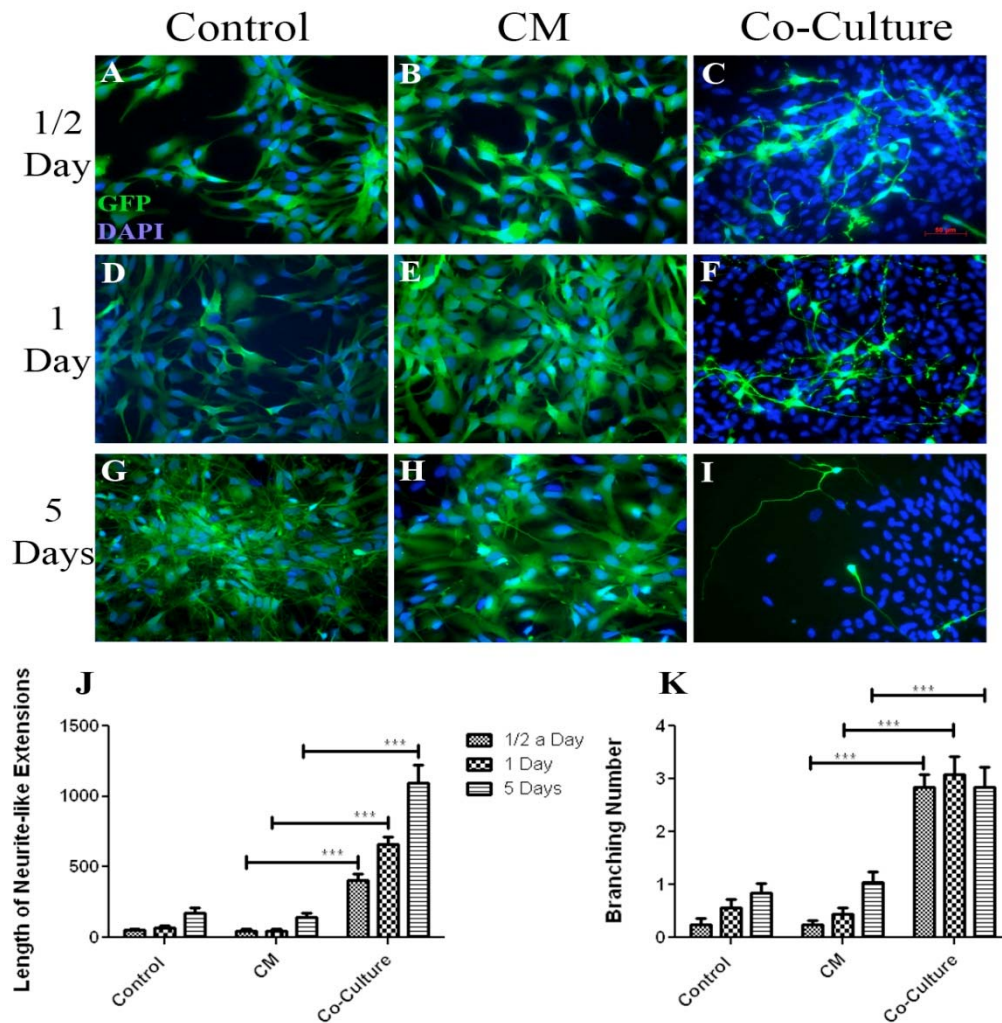 Control CM Co-Culture
1/2
Day
A
B
C
GFP
DAPI
50 µm
1
Day
D
E
F
5
Days
G
H
I
J
Length of Neurite-like Extensions
1500
1000
500
0
***
***
***
Control
CM
Co-Culture
1/2 a Day
1 Day
5 Days
K
Branching Number
4
3
2
1
0
***
***
***
Control
CM
Co-Culture